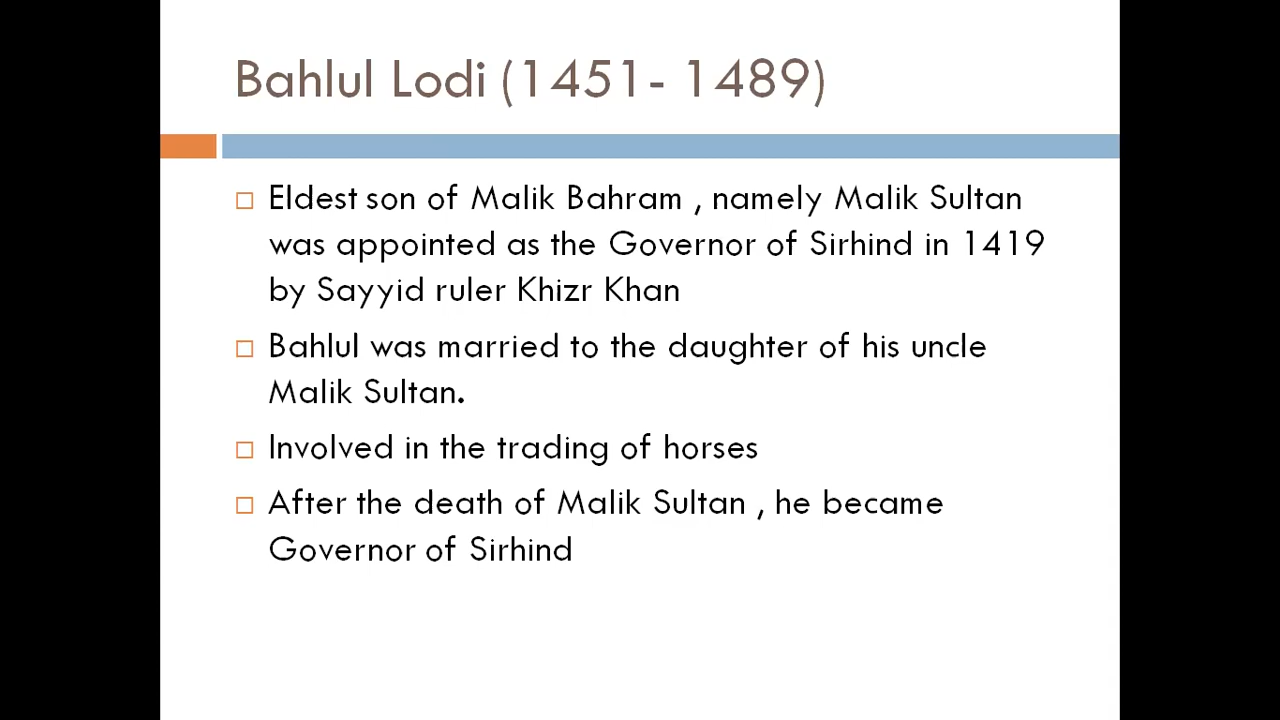 Bahlul Lodi (1451- 1489)
Eldest son of Malik Bahram , namely Malik Sultan
was appointed as the Governor of Sirhind in 1419
by Sayyid ruler Khizr Khan
Bahlul was married to the daughter of his uncle
Malik Sultan.
Involved in the trading of horses
After the death of Malik Sultan , he became
Governor of Sirhind